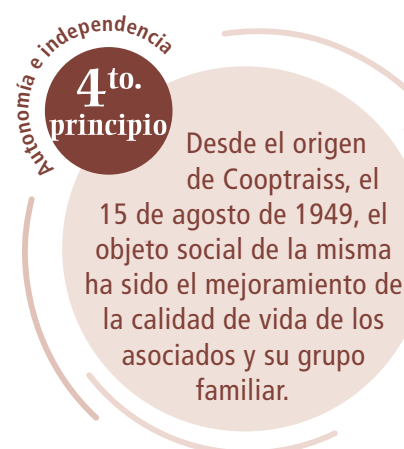 Autonomía e independencia
4to.
principio
Desde el origen
de Cooptraiss, el
15 de agosto de 1949, el
objeto social de la misma
ha sido el mejoramiento de
la calidad de vida de los
asociados y su grupo
familiar.